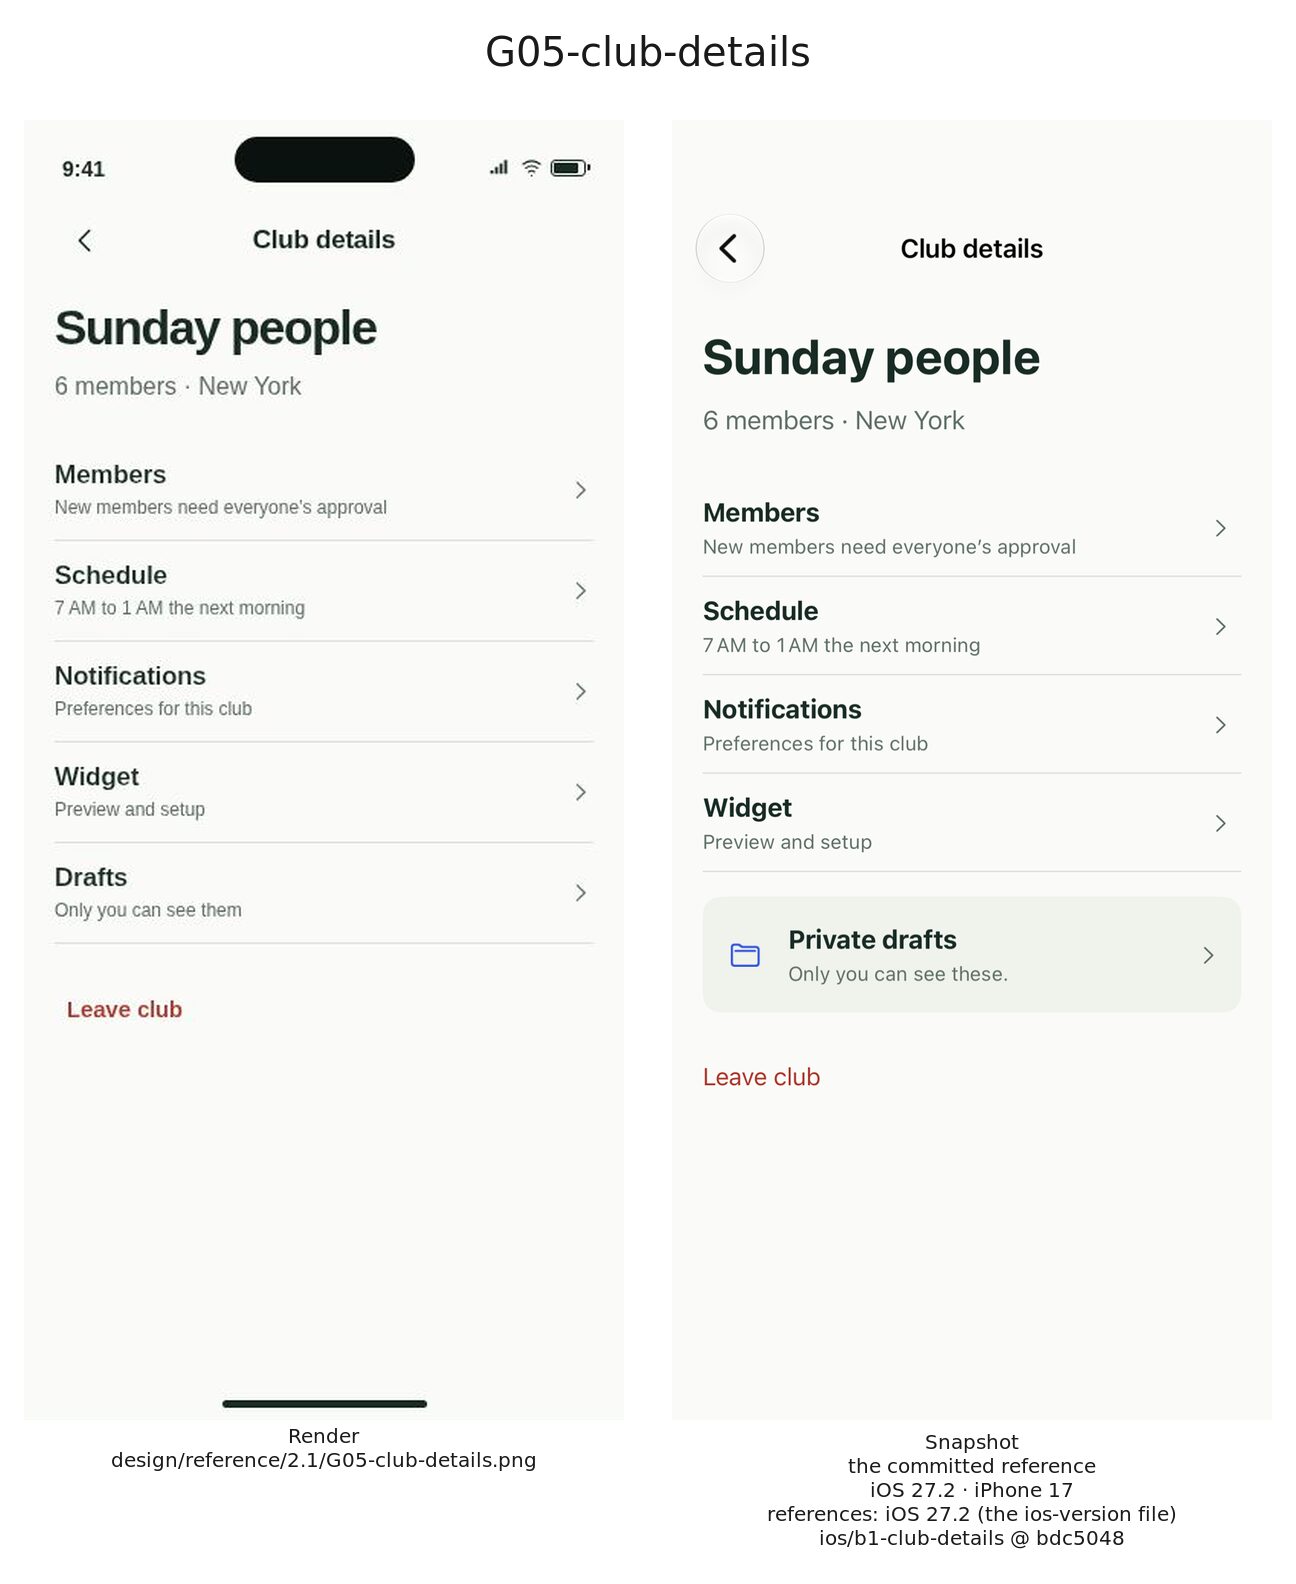 G05-club-details
9:41
Club details
Sunday people
6 members · New York
Members
New members need everyone's approval
Schedule
7 AM to 1 AM the next morning
Notifications
Preferences for this club
Widget
Preview and setup
Drafts
Only you can see them
Leave club
Render
design/reference/2.1/G05-club-details.png
Club details
Sunday people
6 members · New York
Members
New members need everyone’s approval
Schedule
7 AM to 1 AM the next morning
Notifications
Preferences for this club
Widget
Preview and setup
Private drafts
Only you can see these.
Leave club
Snapshot
the committed reference
iOS 27.2 · iPhone 17
references: iOS 27.2 (the ios-version file)
ios/b1-club-details @ bdc5048